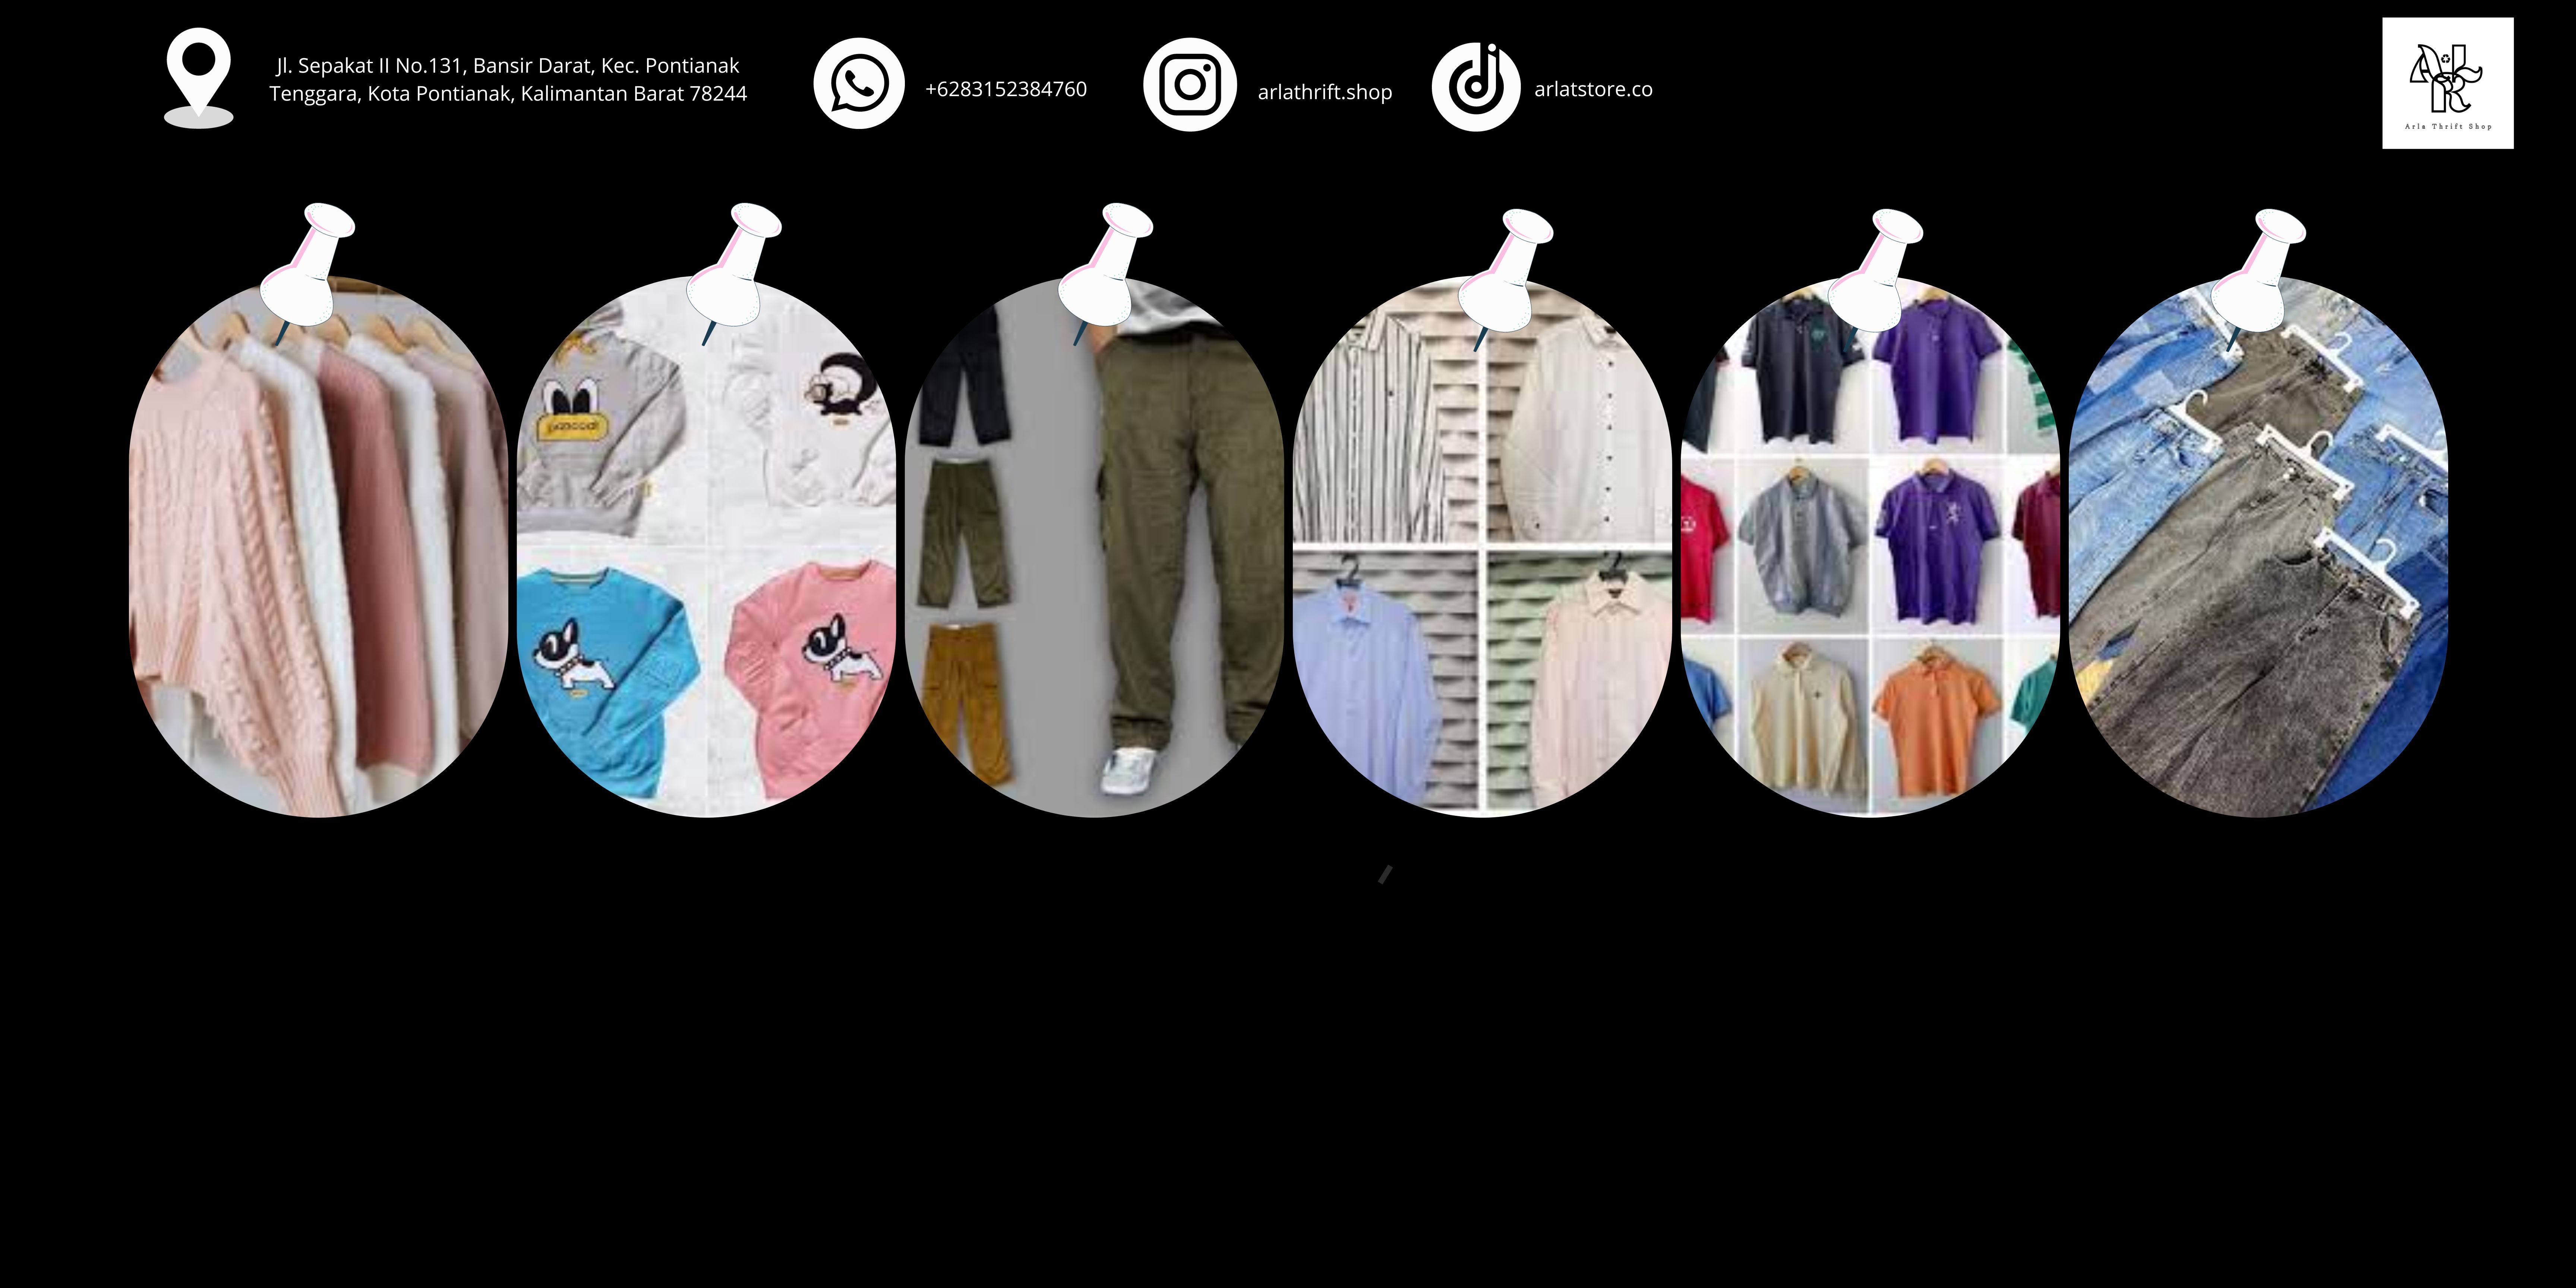 Jl. Sepakat II No.131, Bansir Darat, Kec. Pontianak
Tenggara, Kota Pontianak, Kalimantan Barat 78244
+6283152384760
arlathrift.shop
arlatstore.co
Arla Thrift Shop
pancoat